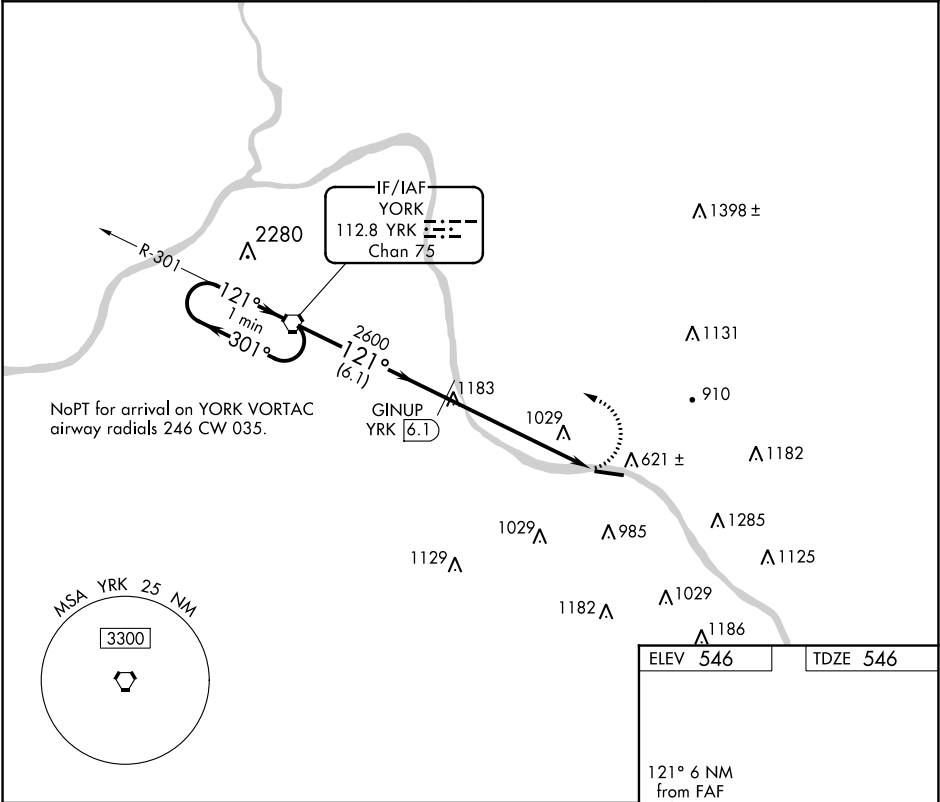 IF/IAF
YORK
112.8 YRK
Chan 75
1398 ±
2280
R-301
121°
1 min
301°
2600
121°
(6.1)
1131
1183
910
NoPT for arrival on YORK VORTAC
airway radials 246 CW 035.
GINUP
YRK 6.1
1029
621 ±
1182
1285
1029
985
1129
1125
MSA YRK 25 NM
3300
1029
1182
1186
ELEV 546
TDZE 546
121° 6 NM
from FAF